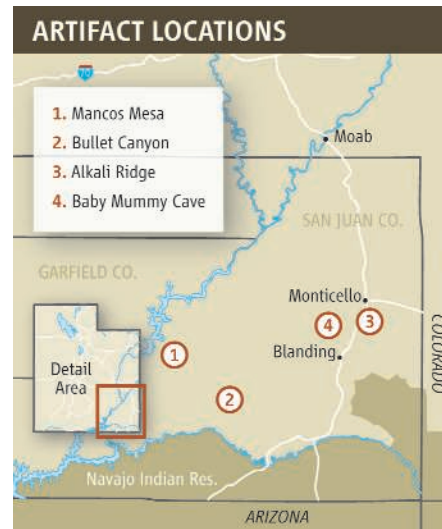 ARTIFACT LOCATIONS
70
1. Mancos Mesa
2. Bullet Canyon
3. Alkali Ridge
4. Baby Mummy Cave
Moab
SAN JUAN CO.
GARFIELD CO.
Monticello
4
3
COLORADO
1
Blanding
Detail
Area
2
Navajo Indian Res.
ARIZONA